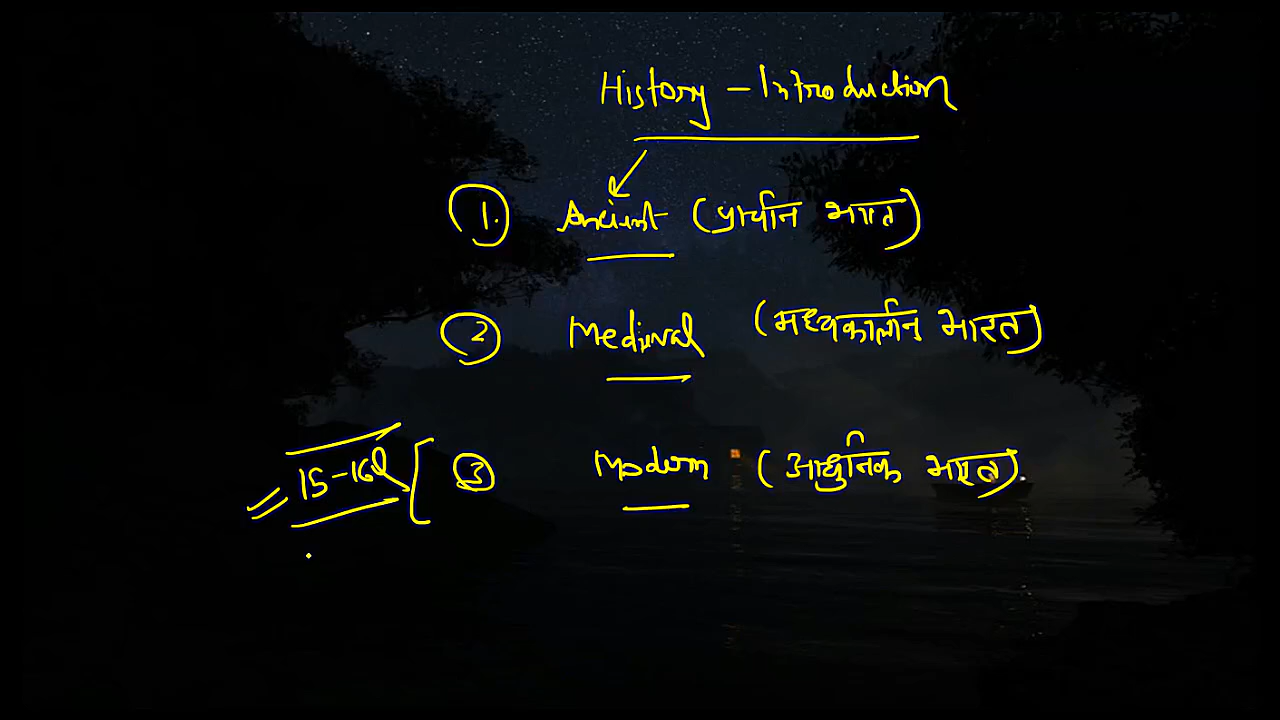 History - Introduction
1. Ancient (प्राचीन भारत)
2 Medieval (मध्यकालीन भारत)
15-16 3 Modern (आधुनिक भारत)